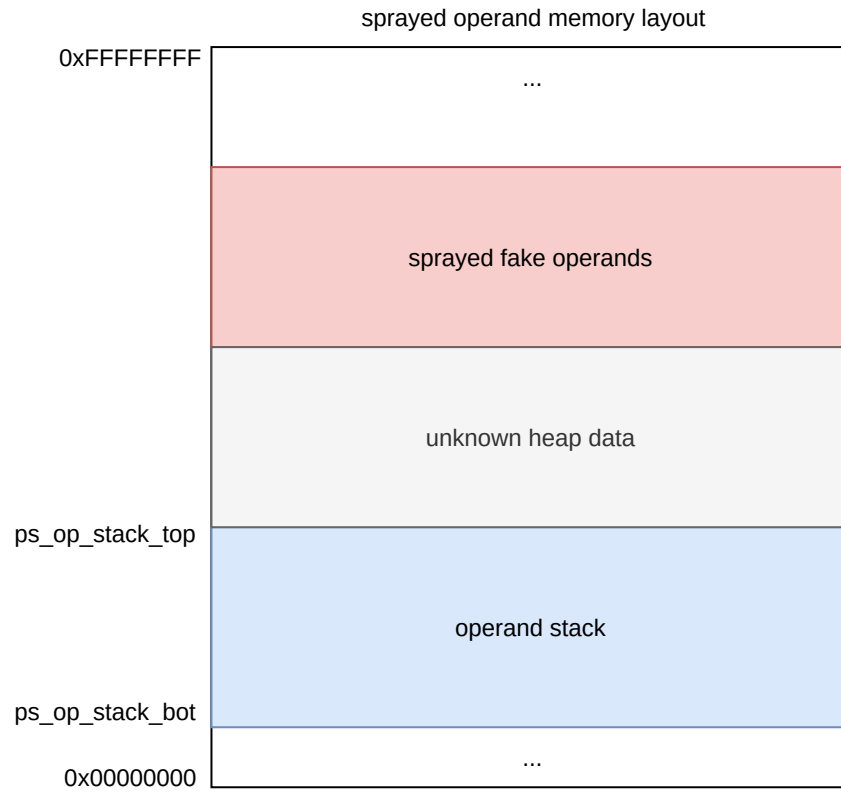 sprayed operand memory layout
0xFFFFFFFF
...
sprayed fake operands
unknown heap data
ps_op_stack_top
operand stack
ps_op_stack_bot
...
0x00000000